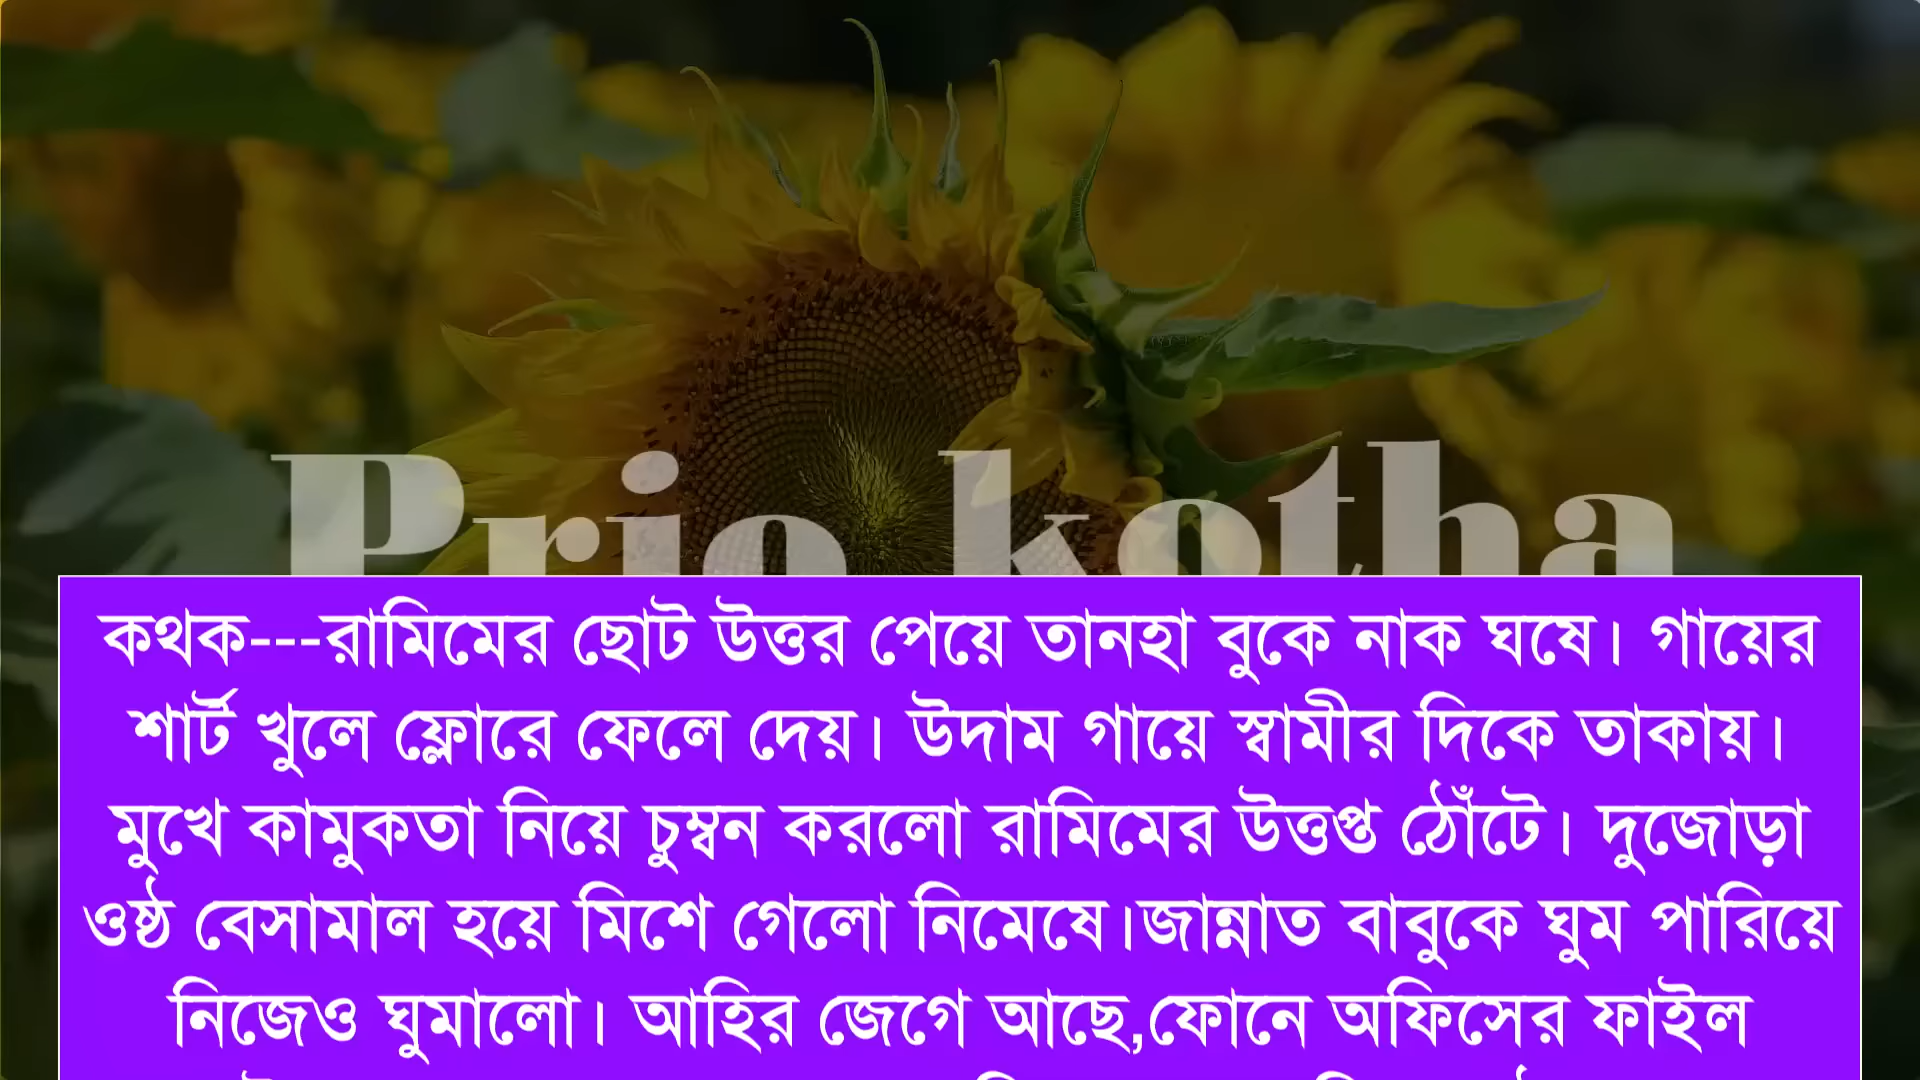 Prio kotha
কথক---রামিমের ছোট উত্তর পেয়ে তানহা বুকে নাক ঘষে। গায়ের
শার্ট খুলে ফ্লোরে ফেলে দেয়। উদাম গায়ে স্বামীর দিকে তাকায়।
মুখে কামুকতা নিয়ে চুম্বন করলো রামিমের উত্তপ্ত ঠোঁটে। দুজোড়া
ওষ্ঠ বেসামাল হয়ে মিশে গেলো নিমেষে।জান্নাত বাবুকে ঘুম পারিয়ে
নিজেও ঘুমালো। আহির জেগে আছে,ফোনে অফিসের ফাইল